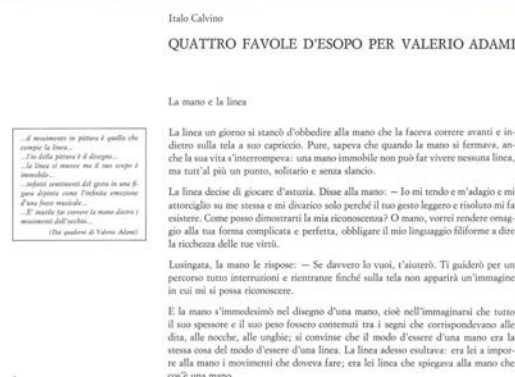 Italo Calvino
QUATTRO FAVOLE D'ESOPO PER VALERIO ADAMI
La mano e la linea
...il movimento in pittura è quello che
compie la linea...
...l'io della pittura è il disegno...
...la linea si muove ma il suo scopo è
immobile...
...infiniti sentimenti del gesto in una fi-
gura disposta come l'infinita emozione
d'una frase musicale...
...E' inutile far correre la mano dietro i
movimenti dell'occhio...
(Dai quaderni di Valerio Adami)
La linea un giorno si stancò d'obbedire alla mano che la faceva correre avanti e in-
dietro sulla tela a suo capriccio. Pure, sapeva che quando la mano si fermava, an-
che la sua vita s'interrompeva: una mano immobile non può far vivere nessuna linea,
ma tutt'al più un punto, solitario e senza slancio.
La linea decise di giocare d'astuzia. Disse alla mano: — Io mi tendo e m'adagio e mi
attorciglio su me stessa e mi divarico solo perché il tuo gesto leggero e risoluto mi fa
esistere. Come posso dimostrarti la mia riconoscenza? O mano, vorrei rendere omag-
gio alla tua forma complicata e perfetta, obbligare il mio linguaggio filiforme a dire
la ricchezza delle tue virtù.
Lusingata, la mano le rispose: — Se davvero lo vuoi, t'aiuterò. Ti guiderò per un
percorso tutto interruzioni e rientranze finché sulla tela non apparirà un'immagine
in cui mi si possa riconoscere.
E la mano s'immedesimò nel disegno d'una mano, cioè nell'immaginarsi che tutto
il suo spessore e il suo peso fossero contenuti tra i segni che corrispondevano alle
dita, alle nocche, alle unghie; si convinse che il modo d'essere d'una mano era la
stessa cosa del modo d'essere d'una linea. La linea adesso esultava: era lei a impor-
re alla mano i movimenti che doveva fare; era lei linea che spiegava alla mano che
cos'è una mano.